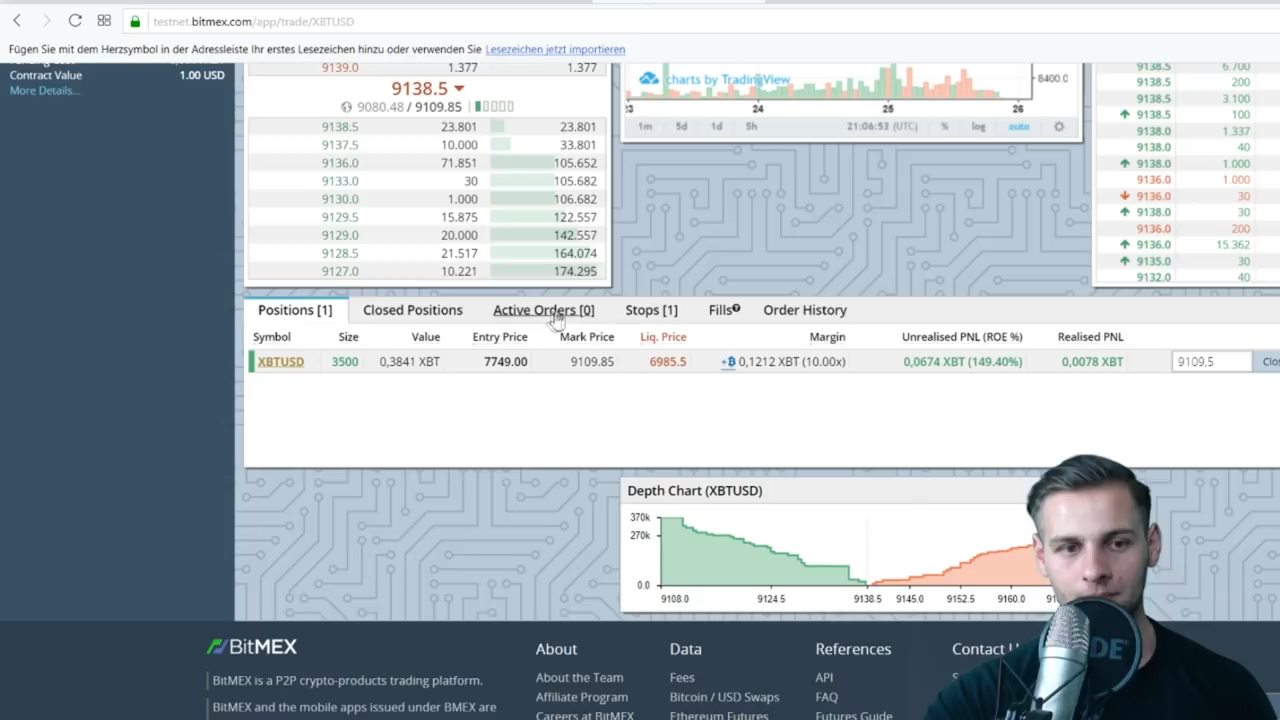 testnet.bitmex.com/app/trade/XBTUSD
Fügen Sie mit dem Herzsymbol in der Adressleiste Ihr erstes Lesezeichen hinzu oder verwenden Sie Lesezeichen jetzt importieren
Contract Value 1.00 USD
More Details...
9139.0 1.377 1.377
9138.5
9080.48 / 9109.85
9138.5 23.801 23.801
9137.5 10.000 33.801
9136.0 71.851 105.652
9133.0 30 105.682
9130.0 1.000 106.682
9129.5 15.875 122.557
9129.0 20.000 142.557
9128.5 21.517 164.074
9127.0 10.221 174.295
charts by TradingView
8400.0
24 25 26
1m 5d 1d 5h 21:06:53 (UTC) % log auto
9138.5 6.700
9138.5 200
9138.5 3.100
9138.5 100
9138.0 1.337
9138.0 40
9138.0 1.000
9136.0 1.000
9136.0 30
9138.0 30
9136.0 200
9136.0 15.362
9135.0 30
9132.0 40
Positions [1] Closed Positions Active Orders [0] Stops [1] Fills? Order History
Symbol Size Value Entry Price Mark Price Liq. Price Margin Unrealised PNL (ROE %) Realised PNL
XBTUSD 3500 0,3841 XBT 7749.00 9109.85 6985.5 0,1212 XBT (10.00x) 0,0674 XBT (149.40%) 0,0078 XBT 9109,5
Depth Chart (XBTUSD)
370k
270k
0.0
9108.0 9124.5 9138.5 9145.0 9152.5 9160.0
BitMEX
BitMEX is a P2P crypto-products trading platform.
BitMEX and the mobile apps issued under BMEX are
About
About the Team
Affiliate Program
Careers at BitMEX
Data
Fees
Bitcoin / USD Swaps
Ethereum Futures
References
API
FAQ
Futures Guide
Contact